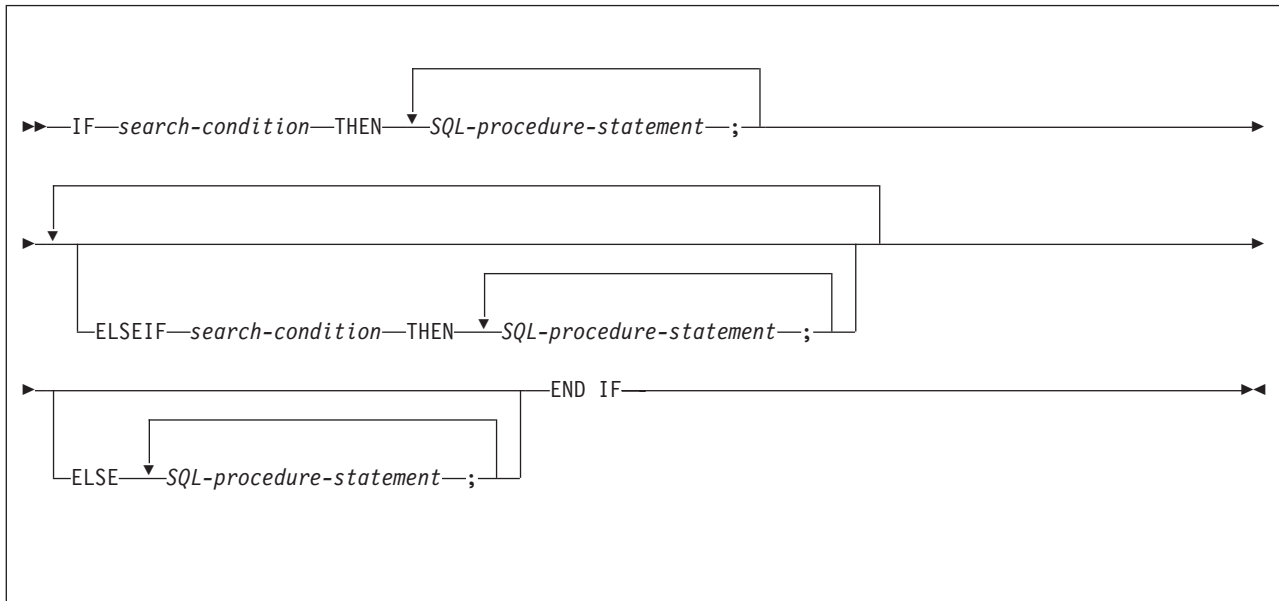 IF search-condition THEN SQL-procedure-statement ;
ELSEIF search-condition THEN SQL-procedure-statement ;
END IF
ELSE SQL-procedure-statement ;